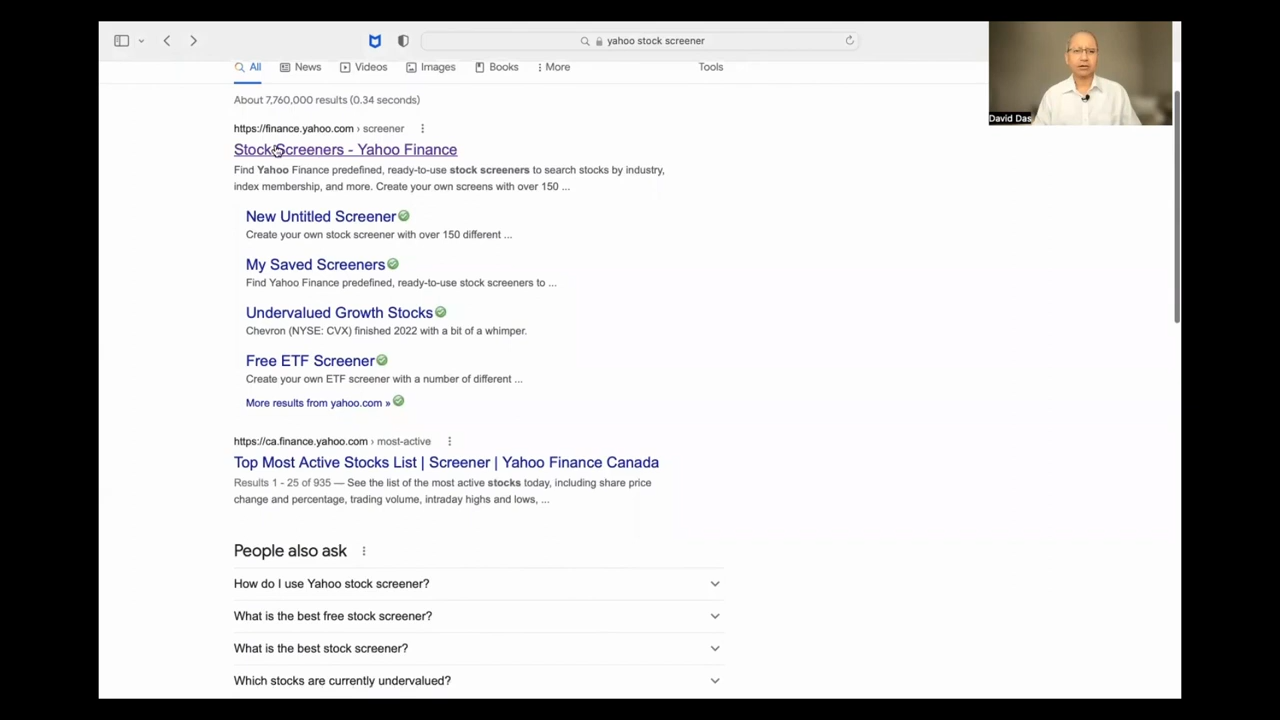 yahoo stock screener
All News Videos Images Books More Tools
About 7,760,000 results (0.34 seconds)
David Das
https://finance.yahoo.com › screener
Stock Screeners - Yahoo Finance
Find Yahoo Finance predefined, ready-to-use stock screeners to search stocks by industry,
index membership, and more. Create your own screens with over 150 ...
New Untitled Screener
Create your own stock screener with over 150 different ...
My Saved Screeners
Find Yahoo Finance predefined, ready-to-use stock screeners to ...
Undervalued Growth Stocks
Chevron (NYSE: CVX) finished 2022 with a bit of a whimper.
Free ETF Screener
Create your own ETF screener with a number of different ...
More results from yahoo.com »
https://ca.finance.yahoo.com › most-active
Top Most Active Stocks List | Screener | Yahoo Finance Canada
Results 1 - 25 of 935 — See the list of the most active stocks today, including share price
change and percentage, trading volume, intraday highs and lows, ...
People also ask
How do I use Yahoo stock screener?
What is the best free stock screener?
What is the best stock screener?
Which stocks are currently undervalued?